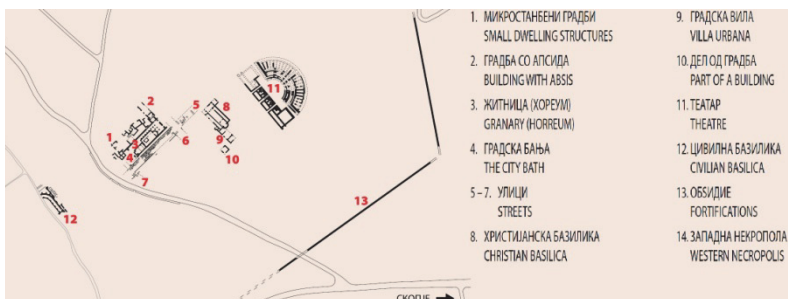 11
2
5
8
1
3
6
9
4
10
7
13
12
СКОПЈЕ
1. МИКРОСТАНБЕНИ ГРАДБИ
SMALL DWELLING STRUCTURES
2. ГРАДБА СО АПСИДА
BUILDING WITH ABSIS
3. ЖИТНИЦА (ХОРЕУМ)
GRANARY (HORREUM)
4. ГРАДСКА БАЊА
THE CITY BATH
5 – 7. УЛИЦИ
STREETS
8. ХРИСТИЈАНСКА БАЗИЛИКА
CHRISTIAN BASILICA
9. ГРАДСКА ВИЛА
VILLA URBANA
10. ДЕЛ ОД ГРАДБА
PART OF A BUILDING
11. ТЕАТАР
THEATRE
12. ЦИВИЛНА БАЗИЛИКА
CIVILIAN BASILICA
13. ОБЅИДИЕ
FORTIFICATIONS
14. ЗАПАДНА НЕКРОПОЛА
WESTERN NECROPOLIS